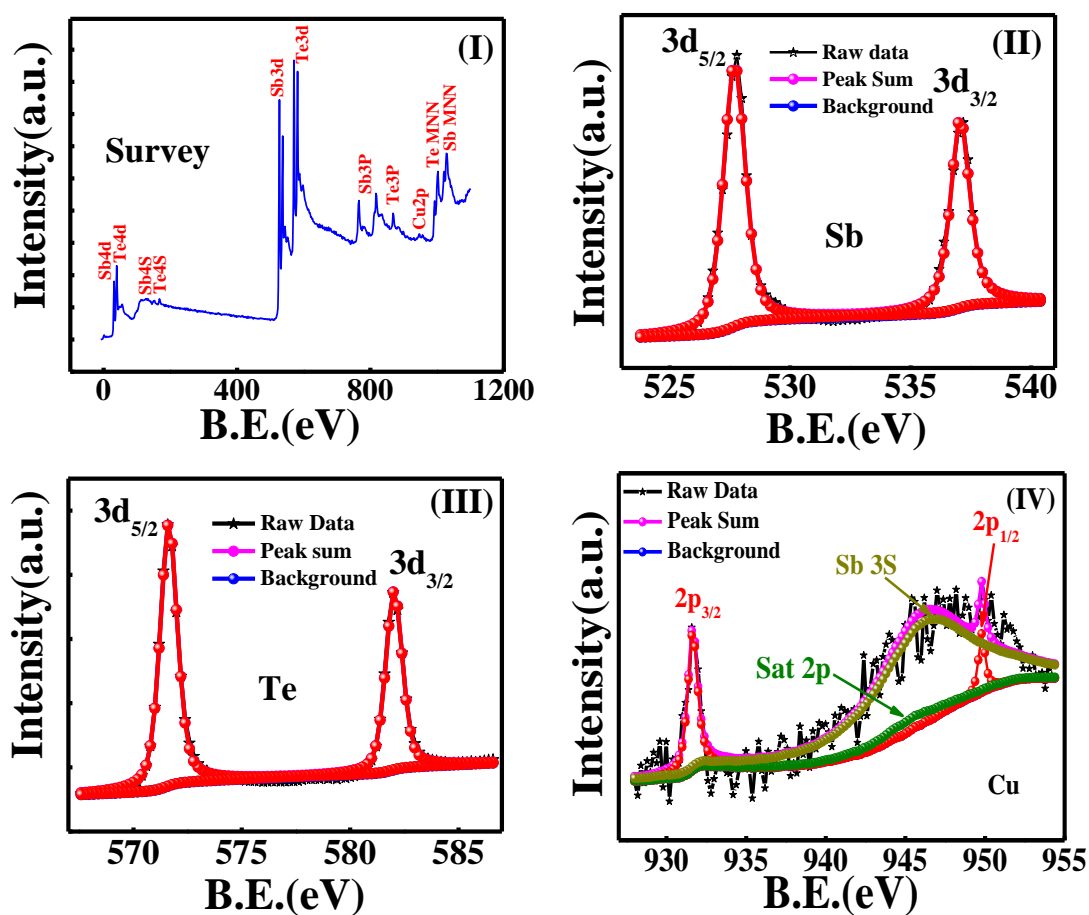 (I)
Survey
Sb4d
Te4d
Sb4S
Te4S
Sb3d
Te3d
Sb3P
Te3P
Cu2p
Te MNN
Sb MNN
Intensity(a.u.)
0 400 800 1200
B.E.(eV)
(II)
3d5/2
3d3/2
Raw data
Peak Sum
Background
Sb
Intensity(a.u.)
525 530 535 540
B.E.(eV)
(III)
3d5/2
3d3/2
Raw Data
Peak sum
Background
Te
Intensity(a.u.)
570 575 580 585
B.E.(eV)
(IV)
Raw Data
Peak Sum
Background
2p1/2
Sb 3S
2p3/2
Sat 2p
Cu
Intensity(a.u.)
930 935 940 945 950 955
B.E.(eV)